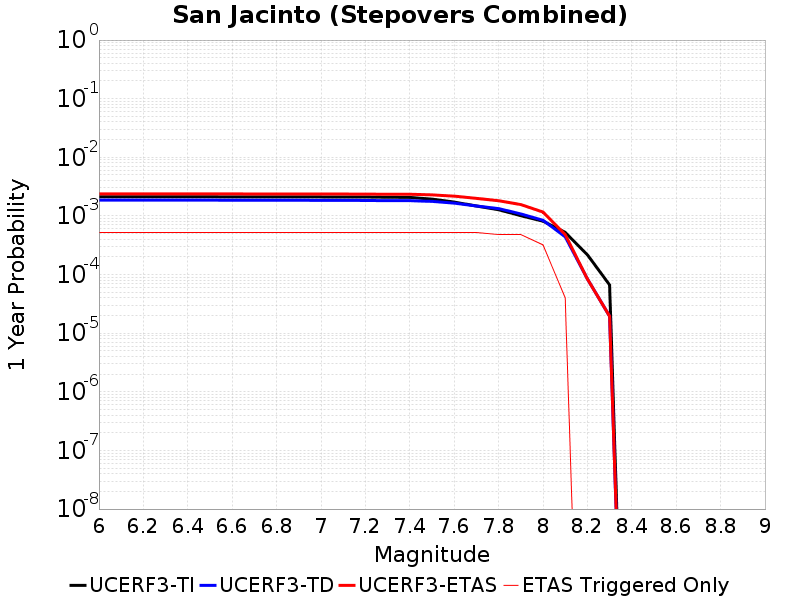 San Jacinto (Stepovers Combined)
1 Year Probability
10^0
10^-1
10^-2
10^-3
10^-4
10^-5
10^-6
10^-7
10^-8
6 6.2 6.4 6.6 6.8 7 7.2 7.4 7.6 7.8 8 8.2 8.4 8.6 8.8 9
Magnitude
UCERF3-TI UCERF3-TD UCERF3-ETAS ETAS Triggered Only